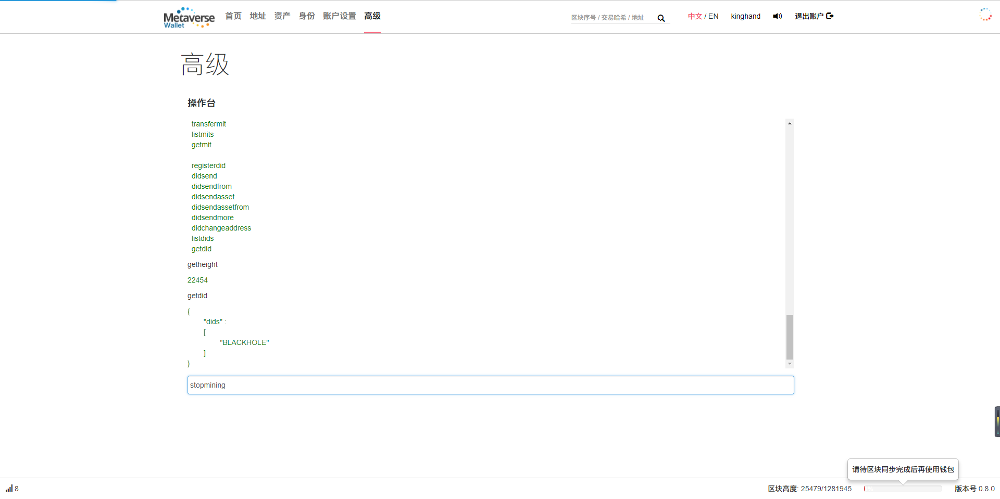 Metaverse
Wallet
首页 地址 资产 身份 账户设置 高级
区块序号 / 交易哈希 / 地址
中文 / EN
kinghand
退出账户
高级
操作台
transfermit
listmits
getmit
registerdid
didsend
didsendfrom
didsendasset
didsendassetfrom
didsendmore
didchangeaddress
listdids
getdid
getheight
22454
getdid
{
"dids" :
[
"BLACKHOLE"
]
}
stopmining
请待区块同步完成后再使用钱包
8
区块高度: 25479/1281945
版本号 0.8.0